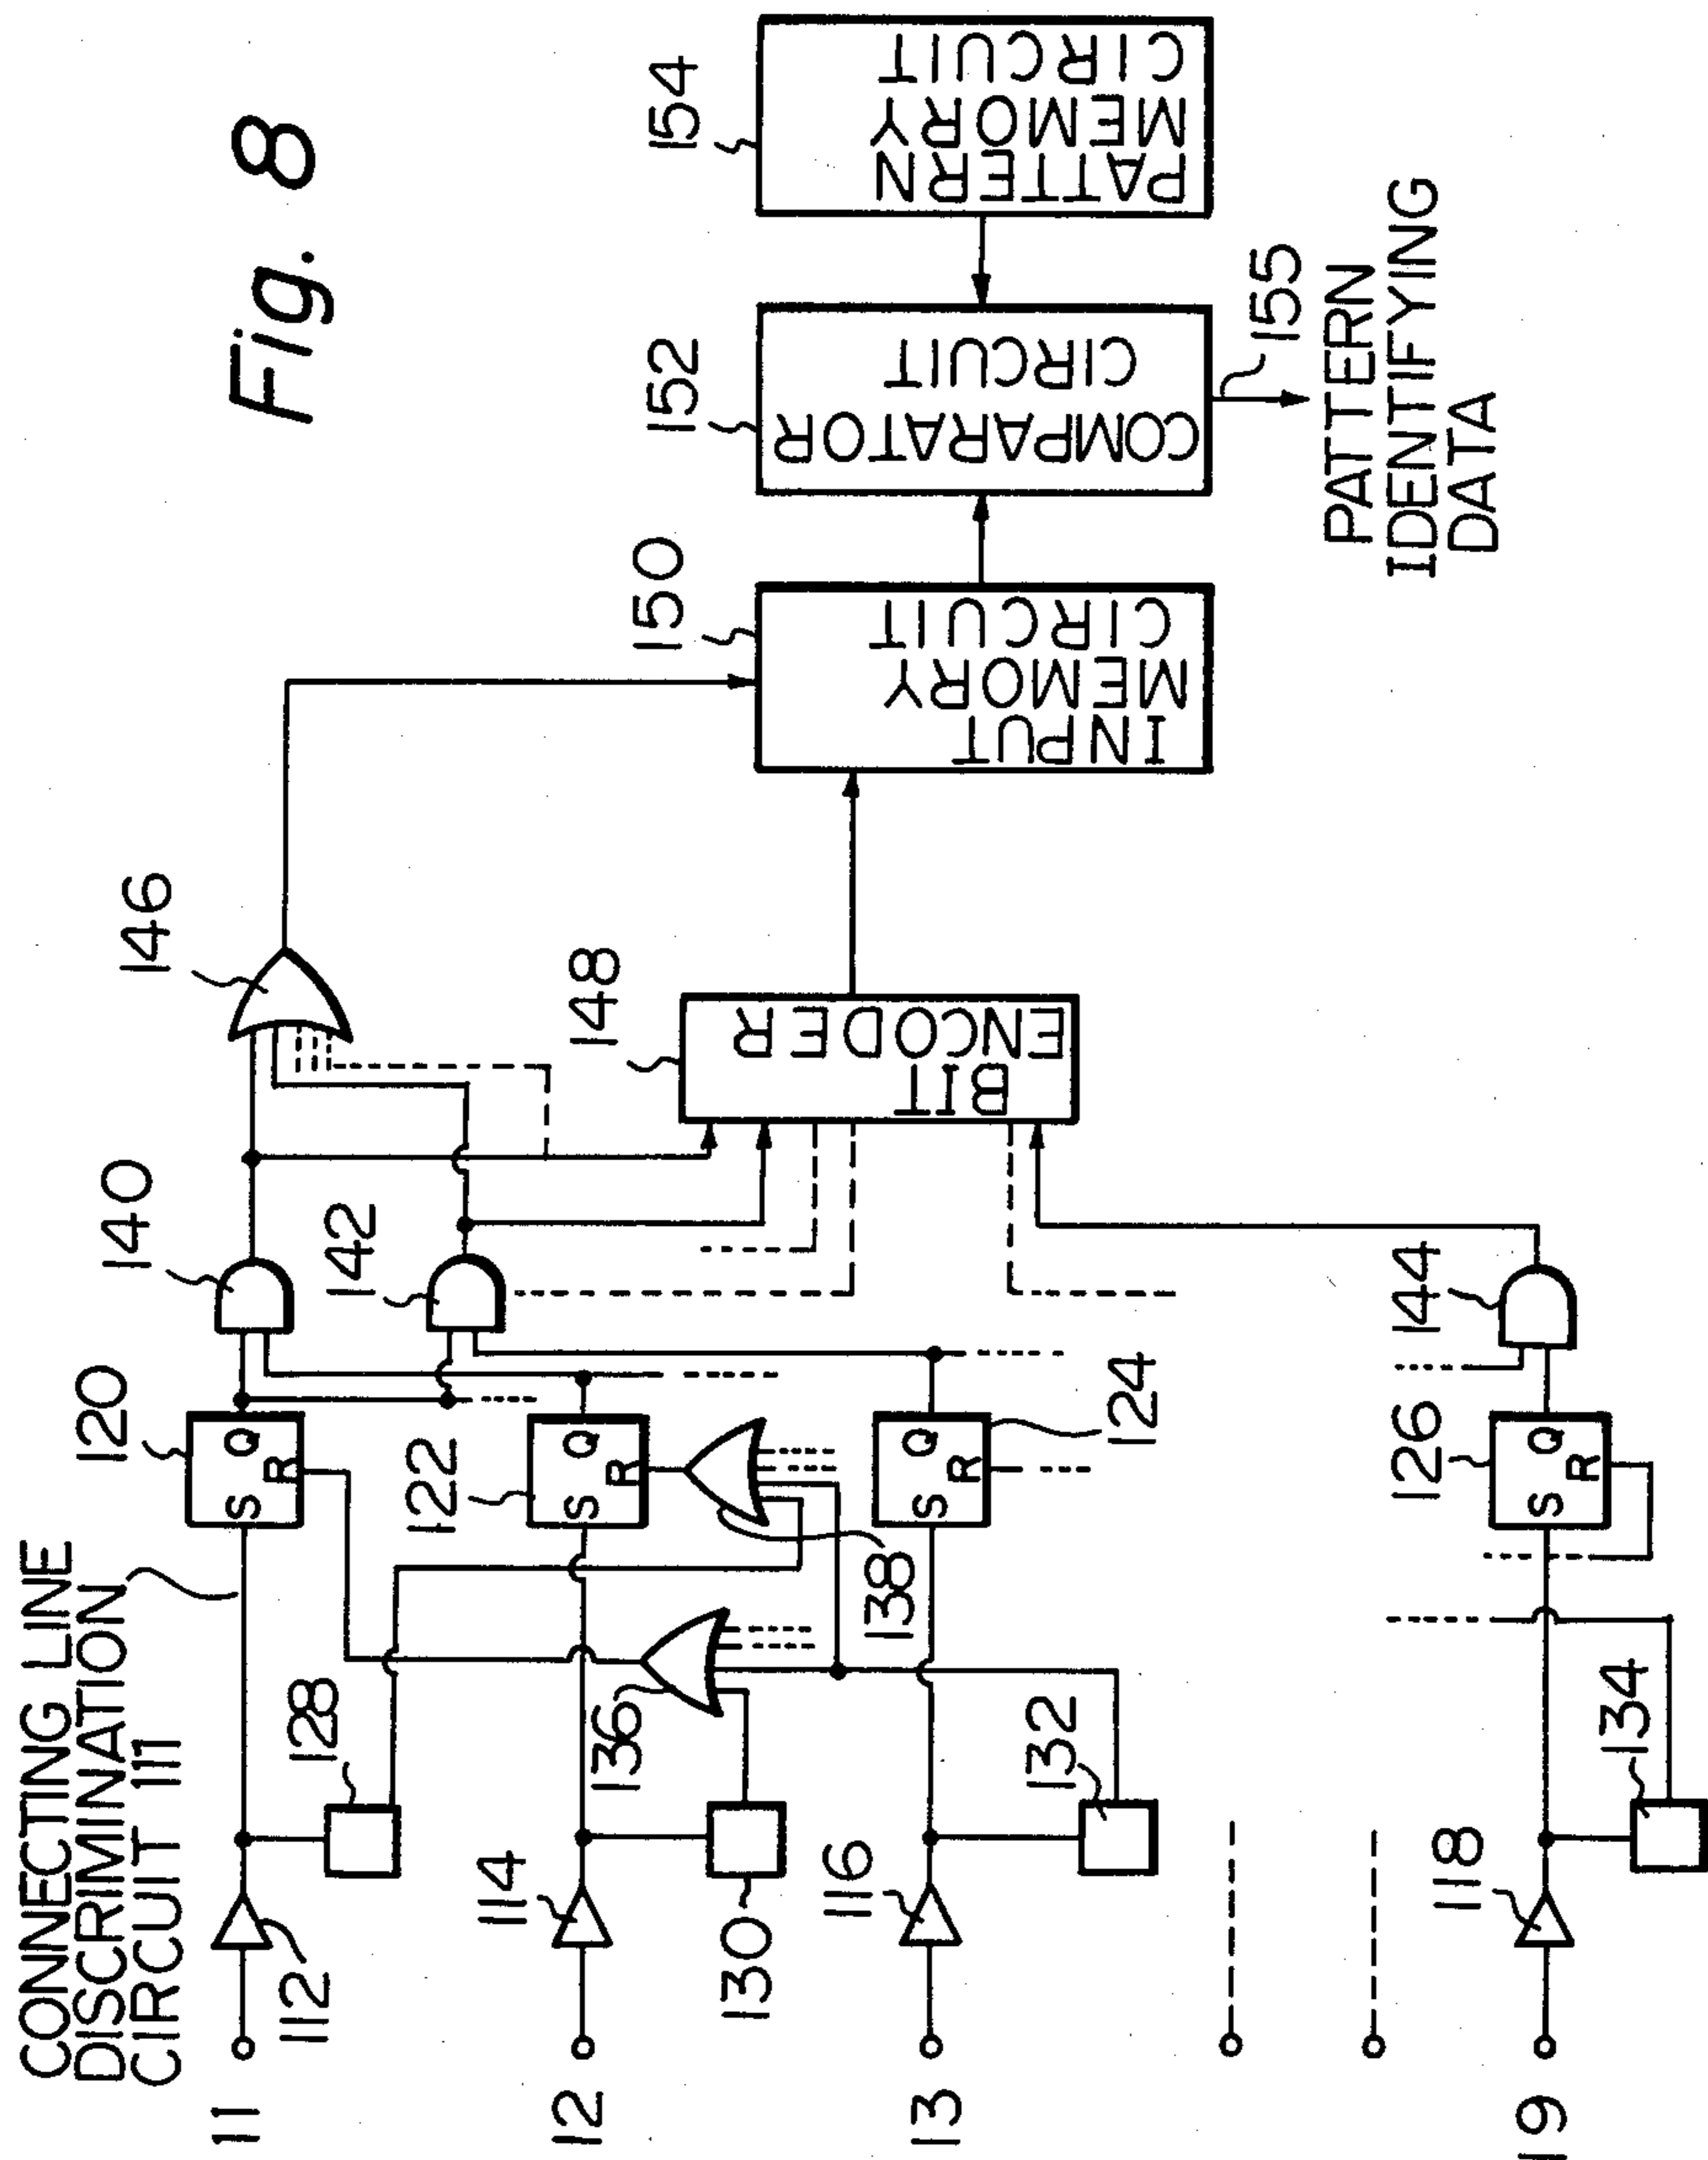 Fig. 8
CONNECTING LINE
DISCRIMINATION
CIRCUIT 111
11
112
128
120
S
Q
R
140
146
12
114
130
136
122
S
Q
R
138
142
148
BIT
ENCODER
150
INPUT
MEMORY
CIRCUIT
152
COMPARATOR
CIRCUIT
154
PATTERN
MEMORY
CIRCUIT
155
PATTERN
IDENTIFYING
DATA
13
116
132
S
Q
R
124
19
118
134
126
S
Q
R
144